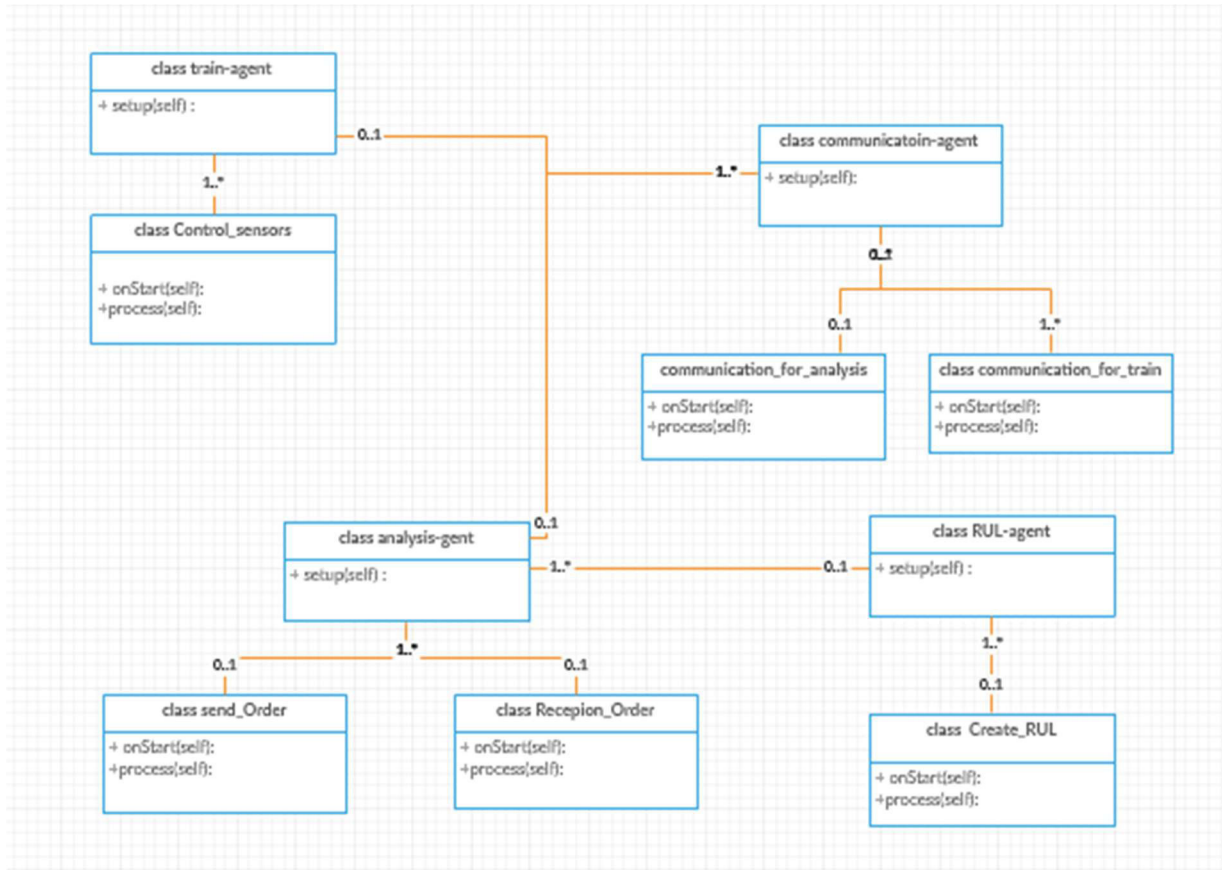 class train-agent
+ setup(self) :
0..1
1..*
class Control_sensors
+ onStart(self):
+process(self):
class communicatoin-agent
+ setup(self):
1..*
0..1
0..1
1..*
communication_for_analysis
+ onStart(self):
+process(self):
class communication_for_train
+ onStart(self):
+process(self):
0..1
class analysis-gent
+ setup(self) :
1..*
0..1
class RUL-agent
+ setup(self) :
1..*
0..1
0..1
class send_Order
+ onStart(self):
+process(self):
class Recepion_Order
+ onStart(self):
+process(self):
1..*
0..1
class Create_RUL
+ onStart(self):
+process(self):